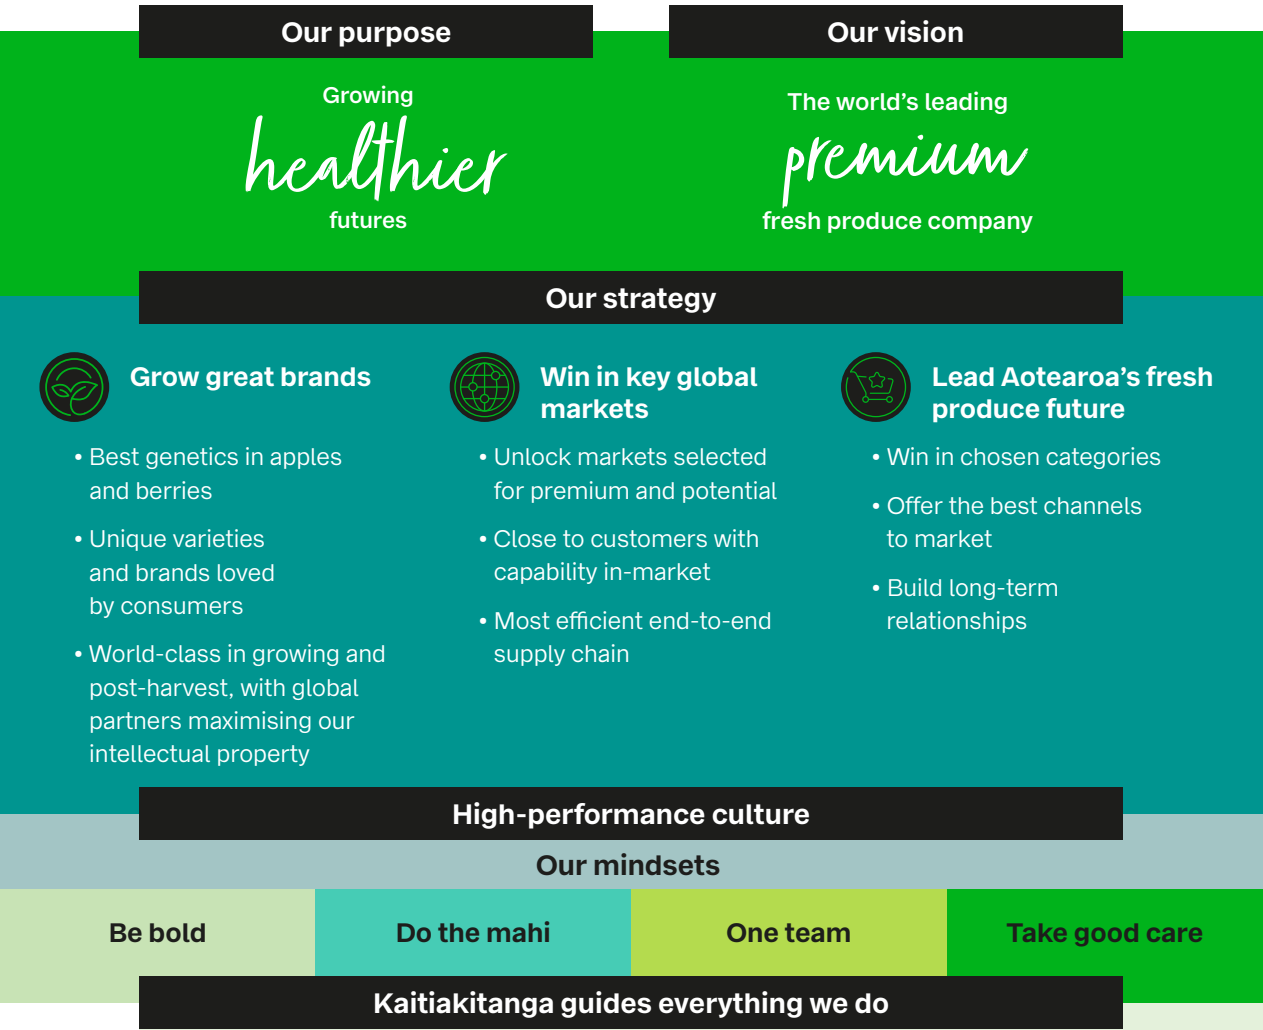 Our purpose
Growing
healthier
futures
Our vision
The world’s leading
premium
fresh produce company
Our strategy
Grow great brands
• Best genetics in apples
and berries
• Unique varieties
and brands loved
by consumers
• World-class in growing and
post-harvest, with global
partners maximising our
intellectual property
Win in key global
markets
• Unlock markets selected
for premium and potential
• Close to customers with
capability in-market
• Most efficient end-to-end
supply chain
Lead Aotearoa’s fresh
produce future
• Win in chosen categories
• Offer the best channels
to market
• Build long-term
relationships
High-performance culture
Our mindsets
Be bold
Do the mahi
One team
Take good care
Kaitiakitanga guides everything we do